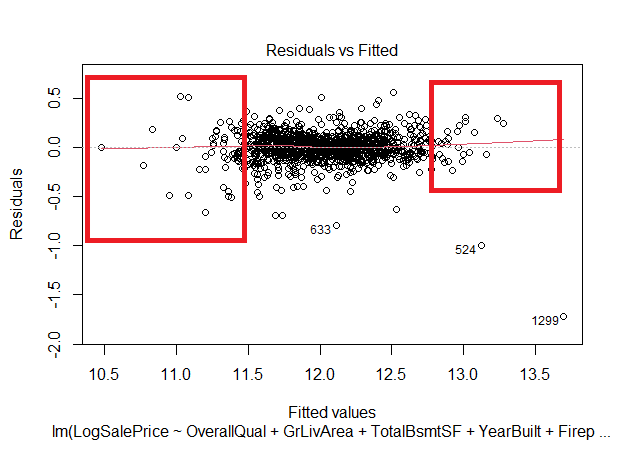 Residuals vs Fitted
0.5
0.0
-0.5
-1.0
-1.5
-2.0
Residuals
633
524
1299
10.5 11.0 11.5 12.0 12.5 13.0 13.5
Fitted values
lm(LogSalePrice ~ OverallQual + GrLivArea + TotalBsmtSF + YearBuilt + Firep ...